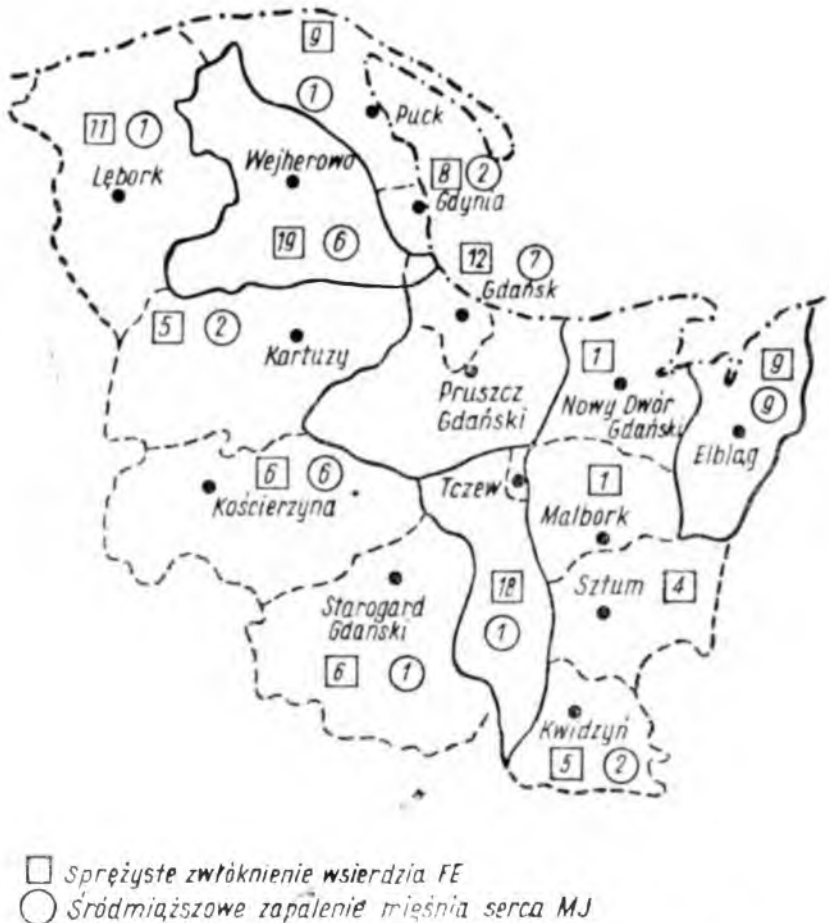 9
1
Puck
11 1
Lębork
Wejherowo
19 6
8 2
Gdynia
12 7
Gdańsk
5 2
Kartuzy
Pruszcz
Gdański
1
Nowy Dwór
Gdański
9
9
Elbląg
6 6
Kościerzyna
Tczew
1
Malbork
18
1
Sztum 4
Starogard
Gdański
6 1
Kwidzyń
5 2
Sprężyste zwłóknienie wsierdzia FE
Śródmiąższowe zapalenie mięśnia serca MJ